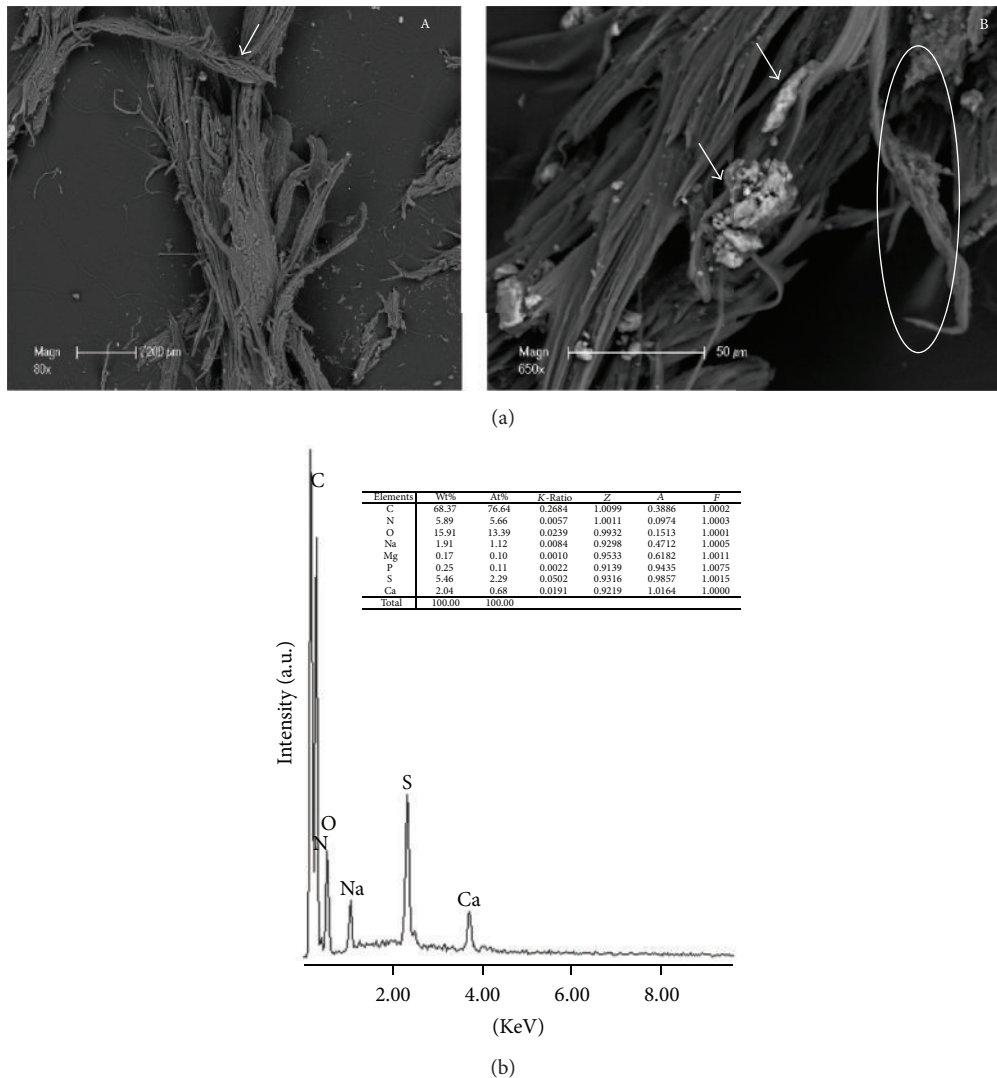 A
B
Magn
200 μm
80x
Magn
50 μm
650x
(a)
C
Elements Wt% At% K-Ratio Z A F
C 68.37 76.64 0.2684 1.0099 0.3886 1.0002
N 5.89 5.66 0.0057 1.0011 0.0974 1.0003
O 15.91 13.39 0.0239 0.9932 0.1513 1.0001
Na 1.91 1.12 0.0084 0.9298 0.4712 1.0005
Mg 0.17 0.10 0.0010 0.9533 0.6182 1.0011
P 0.25 0.11 0.0022 0.9139 0.9435 1.0075
S 5.46 2.29 0.0502 0.9316 0.9857 1.0015
Ca 2.04 0.68 0.0191 0.9219 1.0164 1.0000
Total 100.00 100.00
Intensity (a.u.)
S
O
N
Na
Ca
2.00 4.00 6.00 8.00
(KeV)
(b)